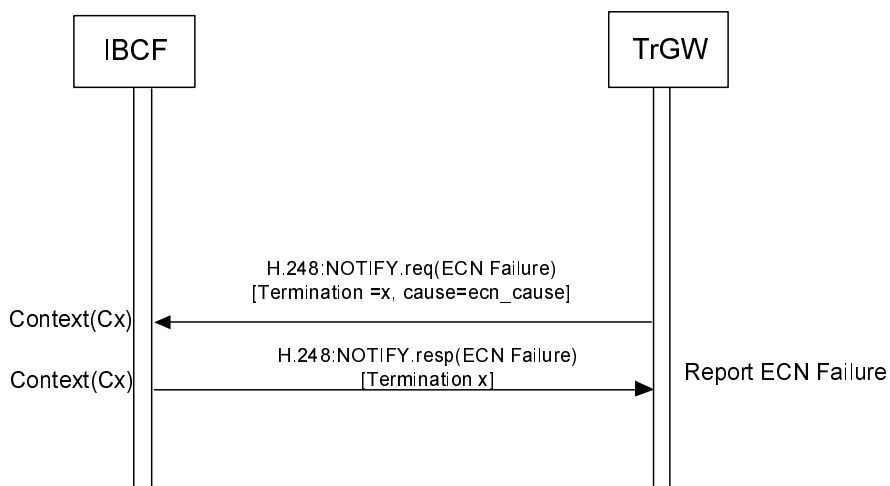 IBCF
TrGW
H.248:NOTIFY.req(ECN Failure)
[Termination =x, cause=ecn_cause]
Context(Cx)
H.248:NOTIFY.resp(ECN Failure)
[Termination x]
Context(Cx)
Report ECN Failure